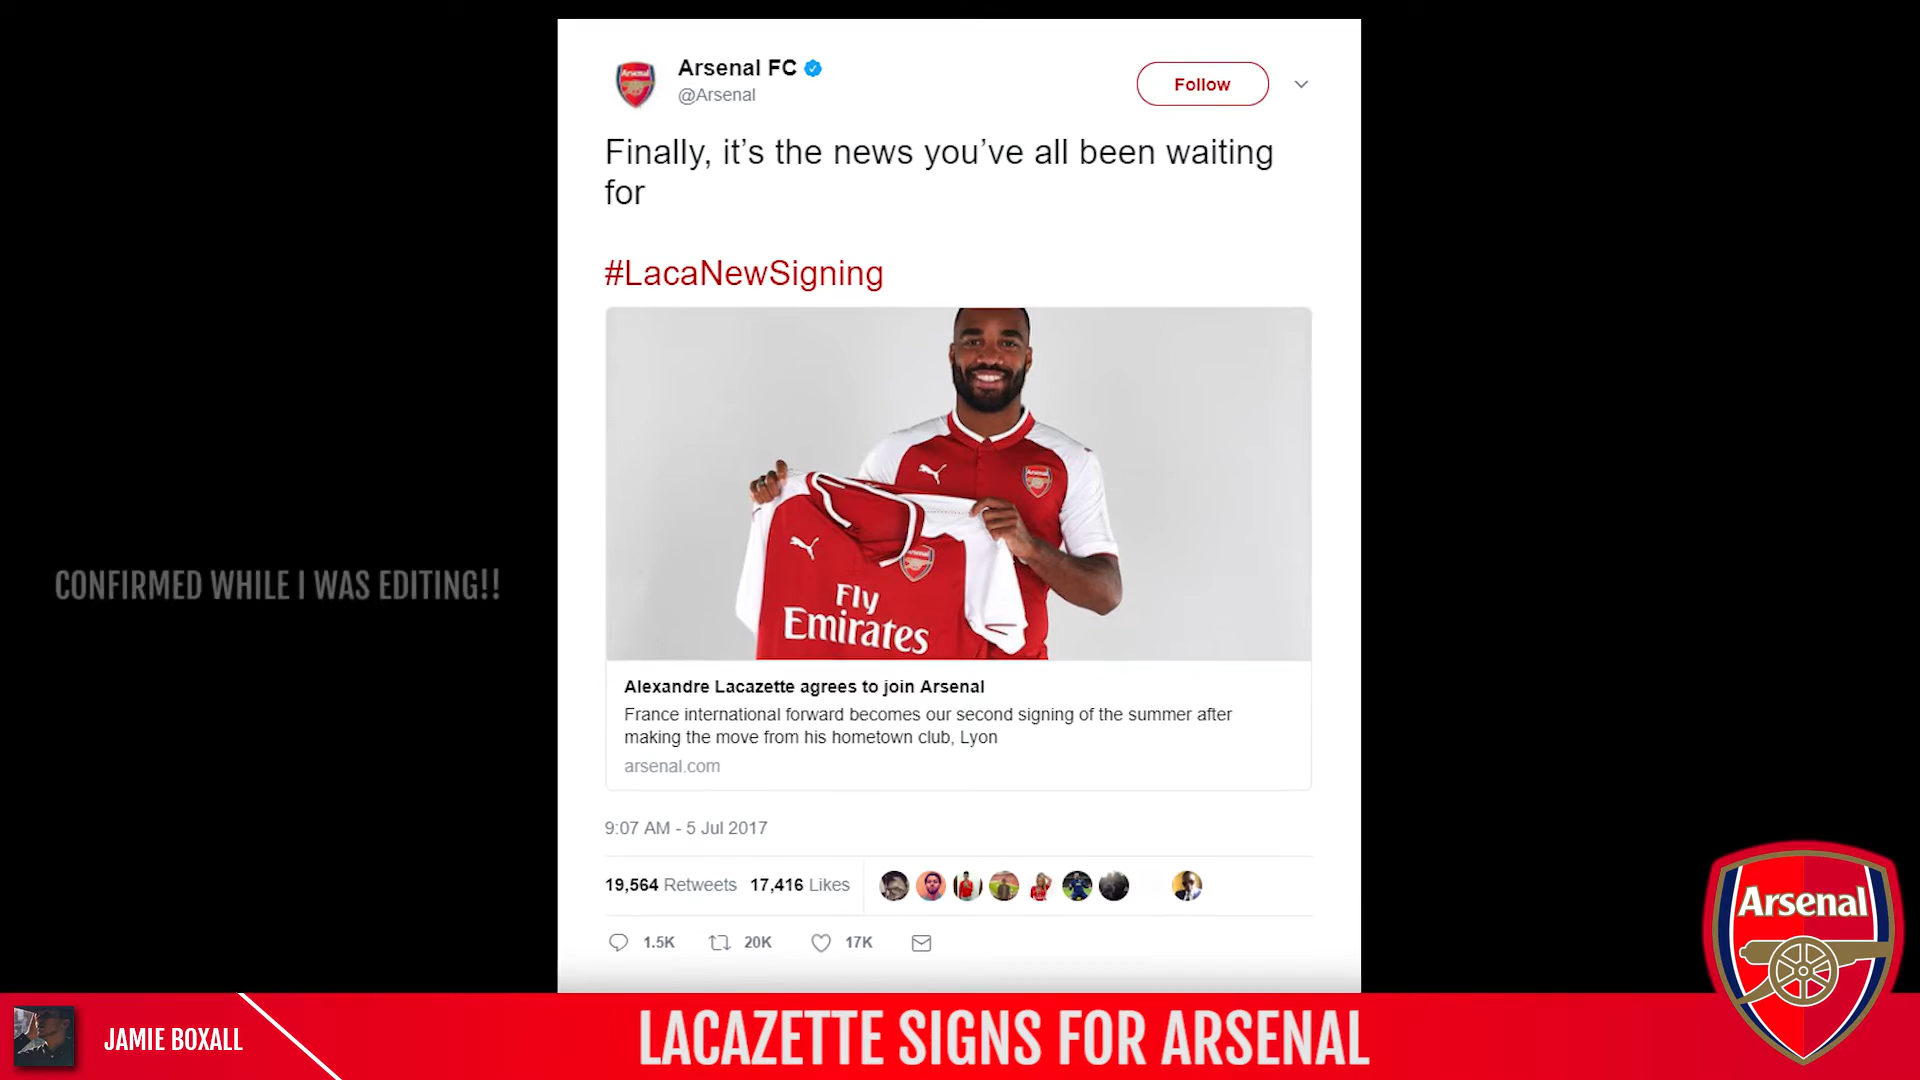 Arsenal FC
@Arsenal
Follow
Finally, it’s the news you’ve all been waiting
for
#LacaNewSigning
Arsenal
Arsenal
Fly
Emirates
Alexandre Lacazette agrees to join Arsenal
France international forward becomes our second signing of the summer after
making the move from his hometown club, Lyon
arsenal.com
9:07 AM - 5 Jul 2017
19,564 Retweets 17,416 Likes
1.5K 20K 17K
CONFIRMED WHILE I WAS EDITING!!
Arsenal
JAMIE BOXALL
LACAZETTE SIGNS FOR ARSENAL